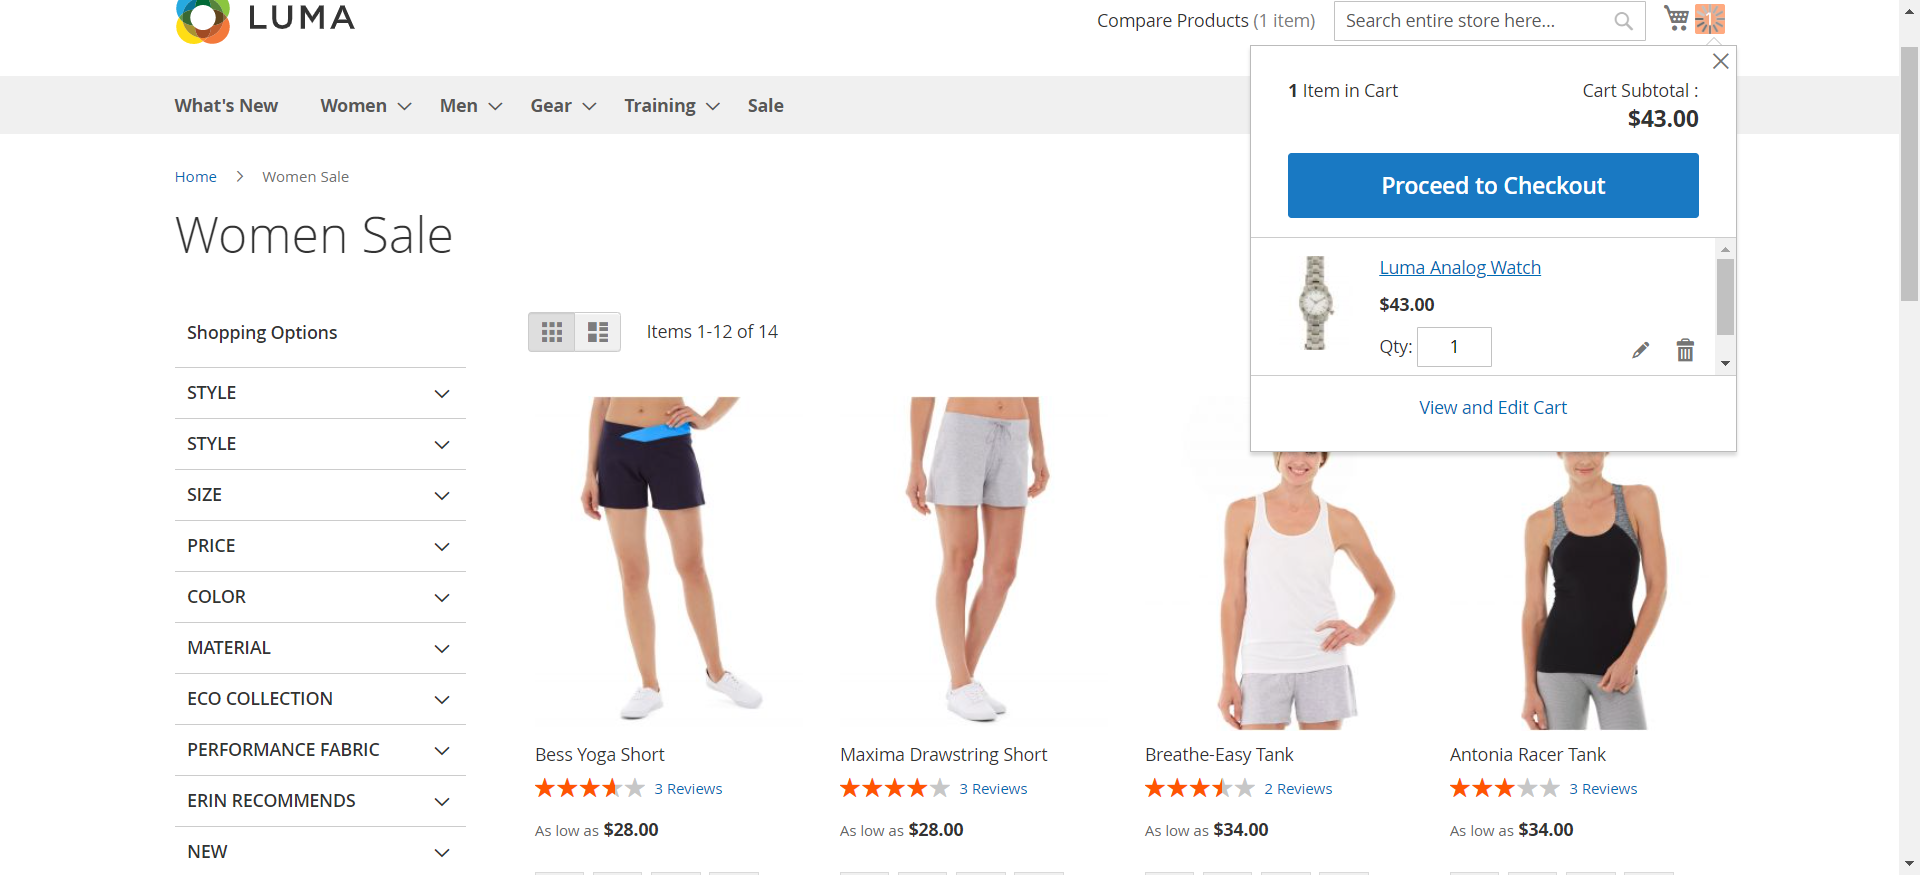 LUMA
Compare Products (1 item)
Search entire store here...
1
What's New
Women
Men
Gear
Training
Sale
Home
Women Sale
Women Sale
1 Item in Cart
Cart Subtotal :
$43.00
Proceed to Checkout
Luma Analog Watch
$43.00
Qty: 1
View and Edit Cart
Shopping Options
STYLE
STYLE
SIZE
PRICE
COLOR
MATERIAL
ECO COLLECTION
PERFORMANCE FABRIC
ERIN RECOMMENDS
NEW
Items 1-12 of 14
Bess Yoga Short
3 Reviews
As low as $28.00
Maxima Drawstring Short
3 Reviews
As low as $28.00
Breathe-Easy Tank
2 Reviews
As low as $34.00
Antonia Racer Tank
3 Reviews
As low as $34.00